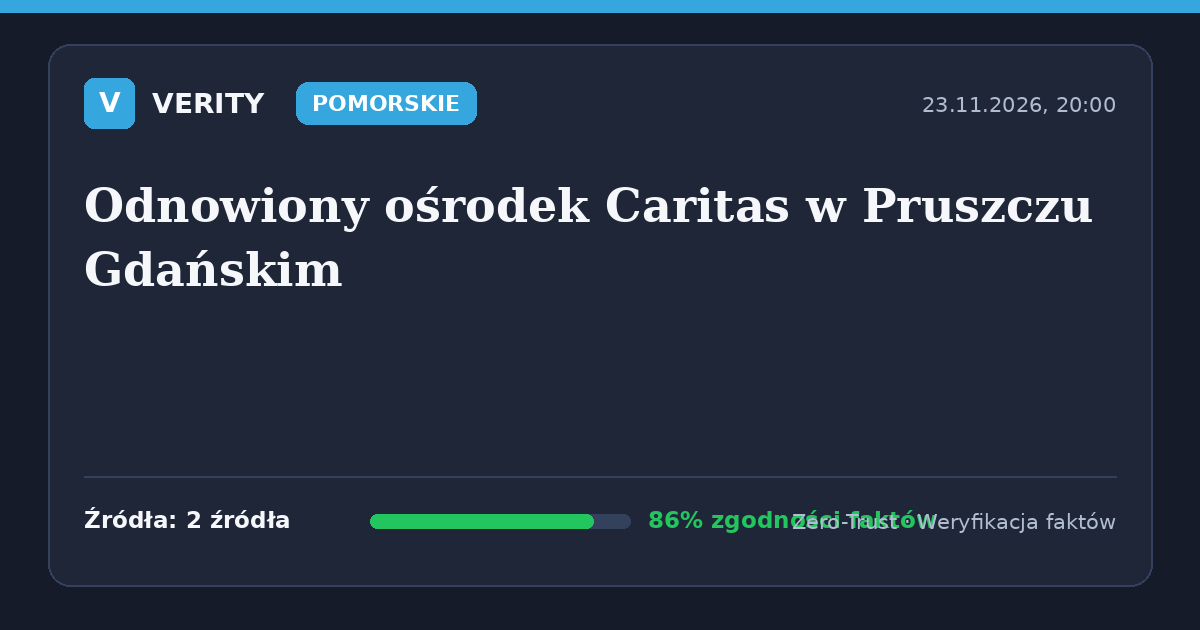 V VERITY POMORSKIE 23.11.2026, 20:00
Odnowiony ośrodek Caritas w Pruszczu
Gdańskim
Źródła: 2 źródła 86% zgodności faktów Zero-Trust · Weryfikacja faktów